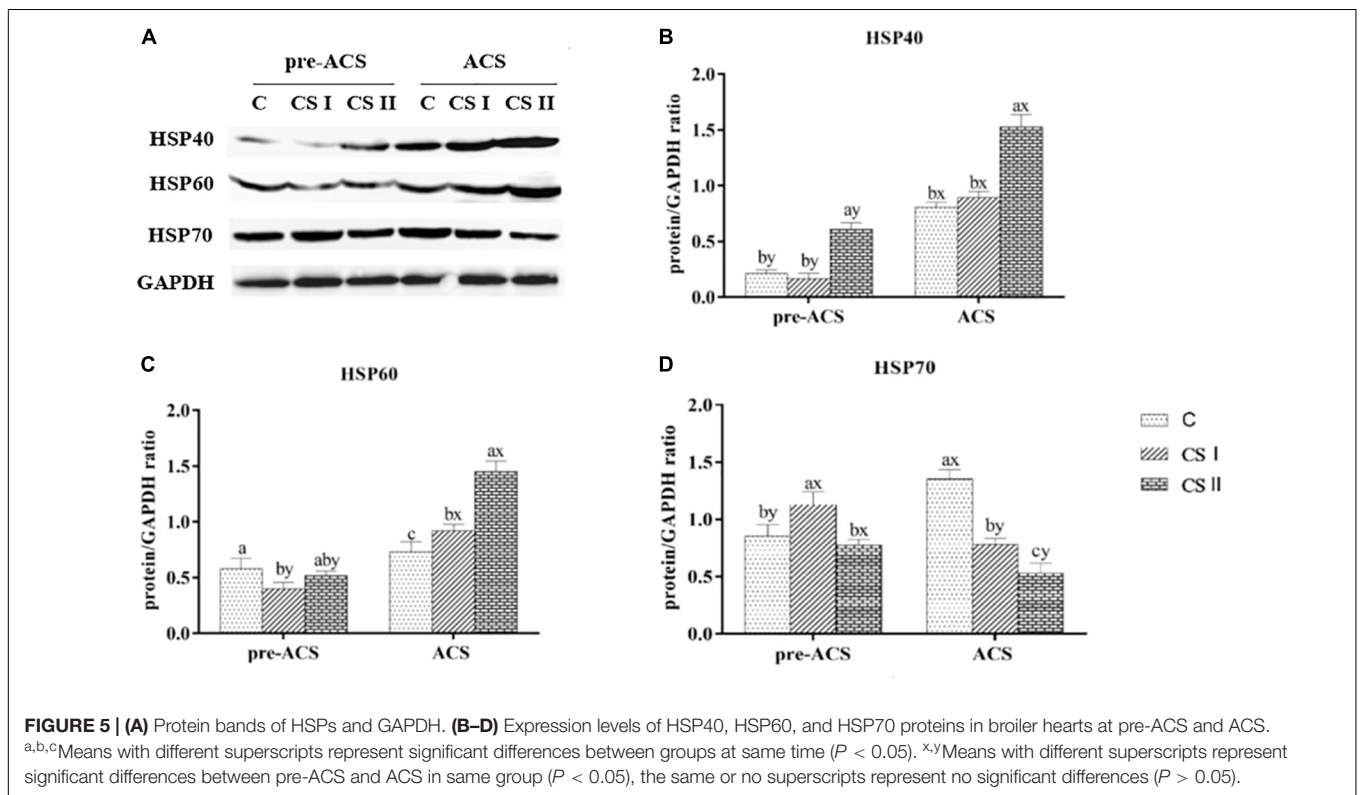 A
pre-ACS ACS
C CS I CS II C CS I CS II
HSP40
HSP60
HSP70
GAPDH
B
HSP40
protein/GAPDH ratio
2.0
1.5
1.0
0.5
0.0
by by ay bx bx ax
pre-ACS ACS
C
HSP60
protein/GAPDH ratio
2.0
1.5
1.0
0.5
0.0
a by aby c bx ax
pre-ACS ACS
D
HSP70
protein/GAPDH ratio
2.0
1.5
1.0
0.5
0.0
by ax bx ax by cy
pre-ACS ACS
C
CS I
CS II
FIGURE 5 | (A) Protein bands of HSPs and GAPDH. (B–D) Expression levels of HSP40, HSP60, and HSP70 proteins in broiler hearts at pre-ACS and ACS.
a,b,cMeans with different superscripts represent significant differences between groups at same time (P < 0.05). x,yMeans with different superscripts represent
significant differences between pre-ACS and ACS in same group (P < 0.05), the same or no superscripts represent no significant differences (P > 0.05).